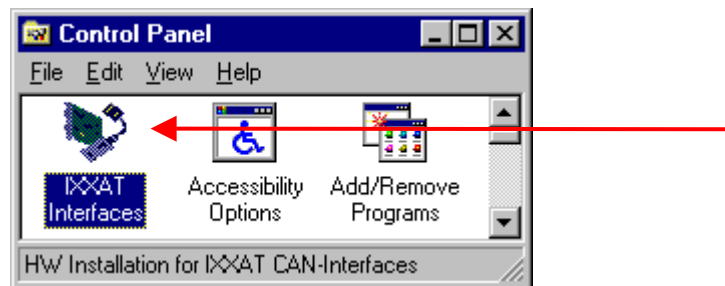 Control Panel
File Edit View Help
IXXAT Interfaces
Accessibility Options
Add/Remove Programs
HW Installation for IXXAT CAN-Interfaces